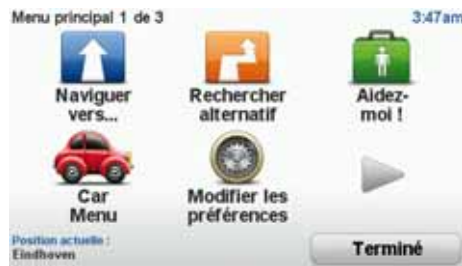 Menu principal 1 de 3
3:47am
Naviguer
vers...
Rechercher
alternatif
Aidez-
moi !
Car
Menu
Modifier les
préférences
Position actuelle :
Eindhoven
Terminé